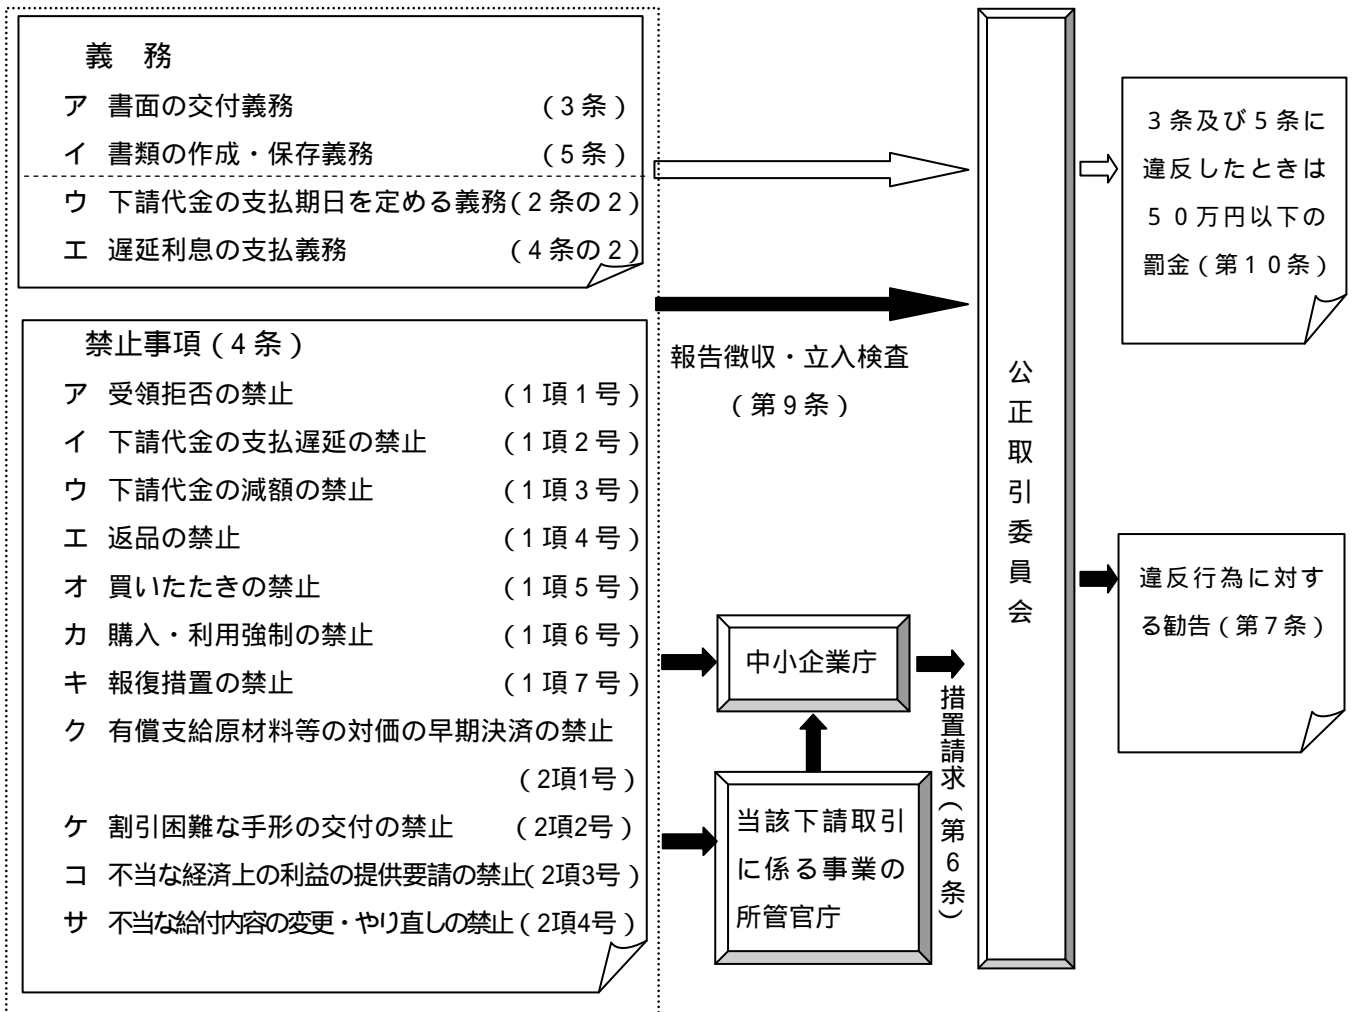 義　務
ア 書面の交付義務 （3条）
イ 書類の作成・保存義務 （5条）
ウ 下請代金の支払期日を定める義務（2条の2）
エ 遅延利息の支払義務 （4条の2）
禁止事項（4条）
ア 受領拒否の禁止 （1項1号）
イ 下請代金の支払遅延の禁止 （1項2号）
ウ 下請代金の減額の禁止 （1項3号）
エ 返品の禁止 （1項4号）
オ 買いたたきの禁止 （1項5号）
カ 購入・利用強制の禁止 （1項6号）
キ 報復措置の禁止 （1項7号）
ク 有償支給原材料等の対価の早期決済の禁止
（2項1号）
ケ 割引困難な手形の交付の禁止 （2項2号）
コ 不当な経済上の利益の提供要請の禁止（2項3号）
サ 不当な給付内容の変更・やり直しの禁止（2項4号）
報告徴収・立入検査
（第9条）
中小企業庁
当該下請取引
に係る事業の
所管官庁
措置請求（第6条）
公正取引委員会
3条及び5条に
違反したときは
５０万円以下の
罰金（第１０条）
違反行為に対す
る勧告（第7条）